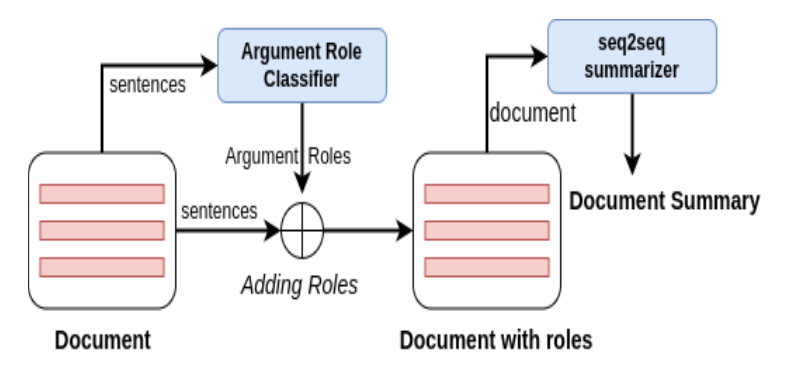 Argument Role
Classifier
seq2seq
summarizer
sentences
document
Argument Roles
sentences
Document Summary
Adding Roles
Document
Document with roles